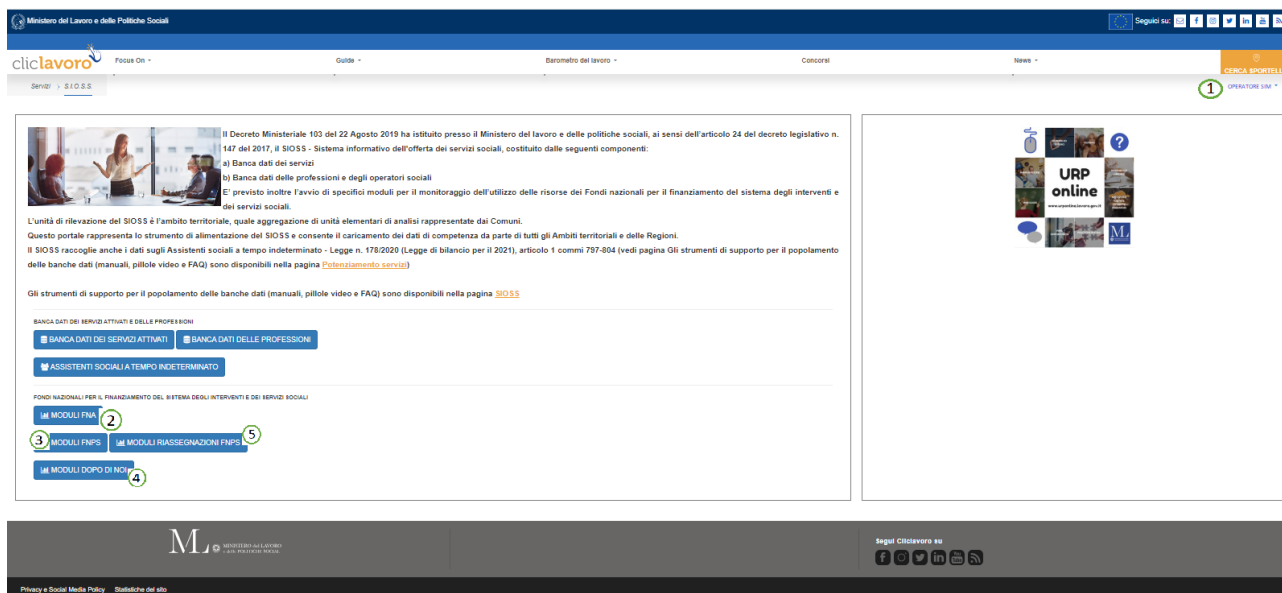 Ministero del Lavoro e delle Politiche Sociali
Seguici su:
cliclavoro
Focus On
Guide
Barometro del lavoro
Concorsi
News
CERCA SPORTELL
Servizi > S.I.O.S.S.
1
OPERATORE SIM
Il Decreto Ministeriale 103 del 22 Agosto 2019 ha istituito presso il Ministero del lavoro e delle politiche sociali, ai sensi dell'articolo 24 del decreto legislativo n.
147 del 2017, il SIOSS - Sistema informativo dell'offerta dei servizi sociali, costituito dalle seguenti componenti:
a) Banca dati dei servizi
b) Banca dati delle professioni e degli operatori sociali
E' previsto inoltre l'avvio di specifici moduli per il monitoraggio dell'utilizzo delle risorse dei Fondi nazionali per il finanziamento del sistema degli interventi e
dei servizi sociali.
L'unità di rilevazione del SIOSS è l'ambito territoriale, quale aggregazione di unità elementari di analisi rappresentate dai Comuni.
Questo portale rappresenta lo strumento di alimentazione del SIOSS e consente il caricamento dei dati di competenza da parte di tutti gli Ambiti territoriali e delle Regioni.
Il SIOSS raccoglie anche i dati sugli Assistenti sociali a tempo indeterminato - Legge n. 178/2020 (Legge di bilancio per il 2021), articolo 1 commi 797-804 (vedi pagina Gli strumenti di supporto per il popolamento
delle banche dati (manuali, pillole video e FAQ) sono disponibili nella pagina Potenziamento servizi)
Gli strumenti di supporto per il popolamento delle banche dati (manuali, pillole video e FAQ) sono disponibili nella pagina SIOSS
BANCA DATI DEI SERVIZI ATTIVATI E DELLE PROFESSIONI
BANCA DATI DEI SERVIZI ATTIVATI
BANCA DATI DELLE PROFESSIONI
ASSISTENTI SOCIALI A TEMPO INDETERMINATO
FONDI NAZIONALI PER IL FINANZIAMENTO DEL SISTEMA DEGLI INTERVENTI E DEI SERVIZI SOCIALI
MODULI FNA
2
3
MODULI FNPS
MODULI RIASSEGNAZIONI FNPS
5
MODULI DOPO DI NOI
4
URP
online
www.urponline.lavoro.gov.it
ML
ML
MINISTERO del LAVORO
e delle POLITICHE SOCIALI
Segui Cliclavoro su
Privacy e Social Media Policy
Statistiche del sito